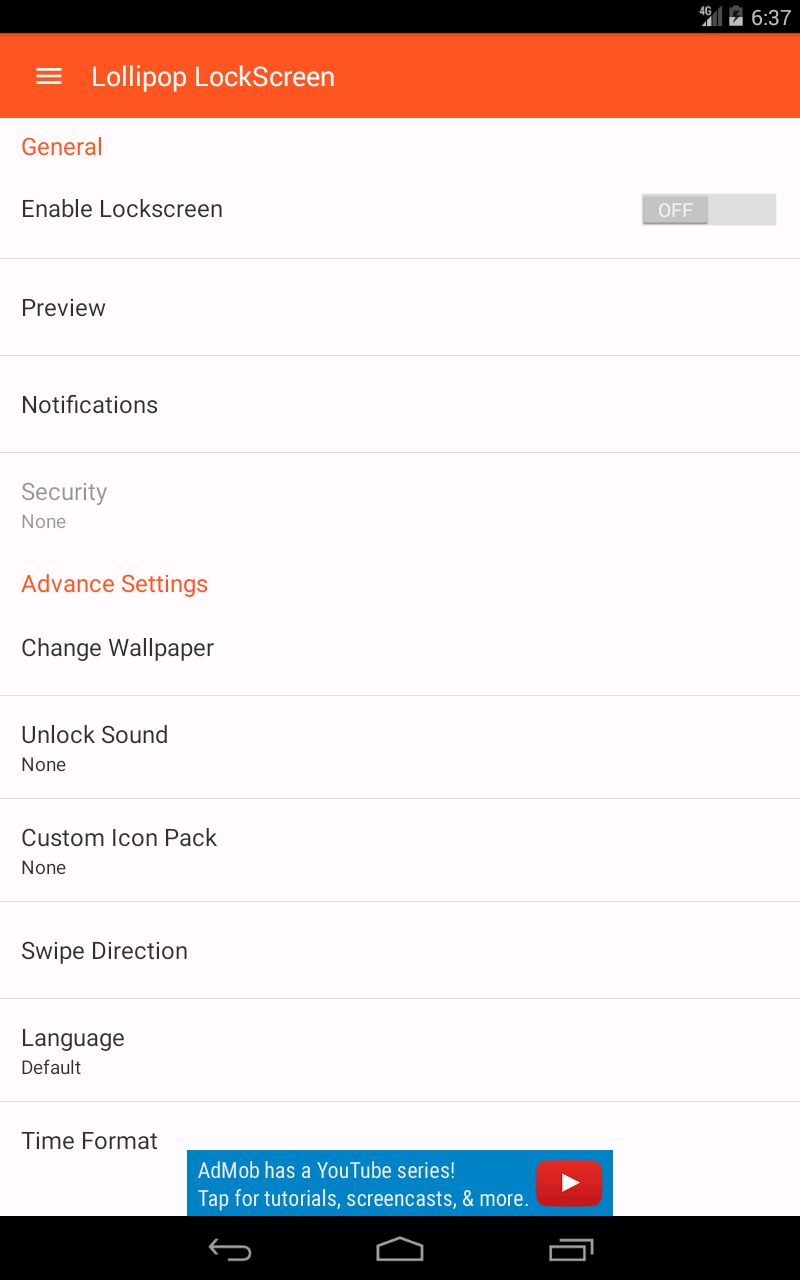 4G 6:37
Lollipop LockScreen
General
Enable Lockscreen OFF
Preview
Notifications
Security
None
Advance Settings
Change Wallpaper
Unlock Sound
None
Custom Icon Pack
None
Swipe Direction
Language
Default
Time Format
AdMob has a YouTube series!
Tap for tutorials, screencasts, & more.